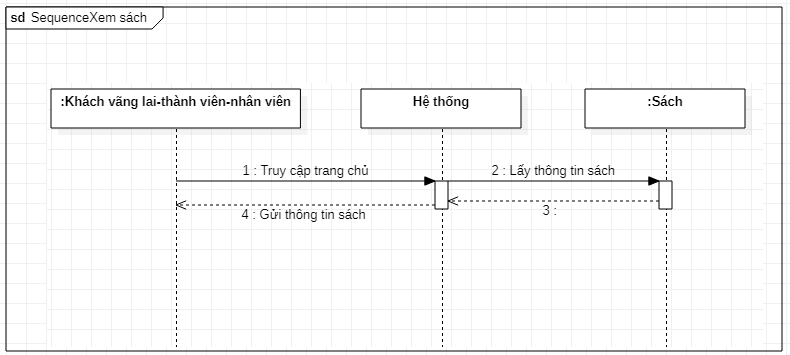 sd SequenceXem sách
:Khách vãng lai-thành viên-nhân viên
Hệ thống
:Sách
1 : Truy cập trang chủ
2 : Lấy thông tin sách
3 :
4 : Gửi thông tin sách